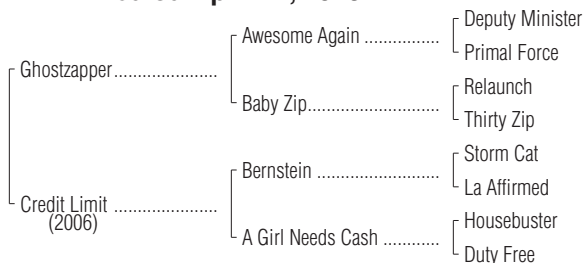 Deputy Minister
Awesome Again ..................
Primal Force
Ghostzapper.........................
Relaunch
Baby Zip................................
Thirty Zip
Storm Cat
Bernstein ..............................
La Affirmed
Credit Limit .........................
(2006)
Housebuster
A Girl Needs Cash .............
Duty Free